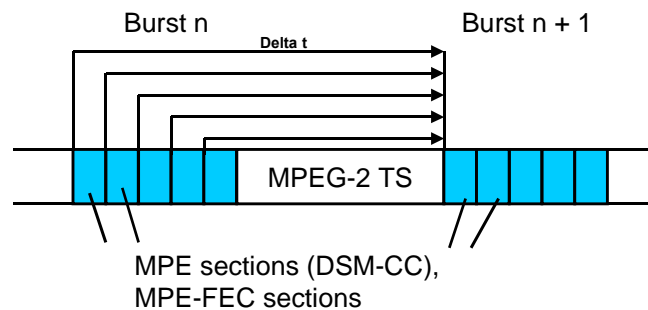 Burst n
Burst n + 1
Delta t
MPEG-2 TS
MPE sections (DSM-CC),
MPE-FEC sections